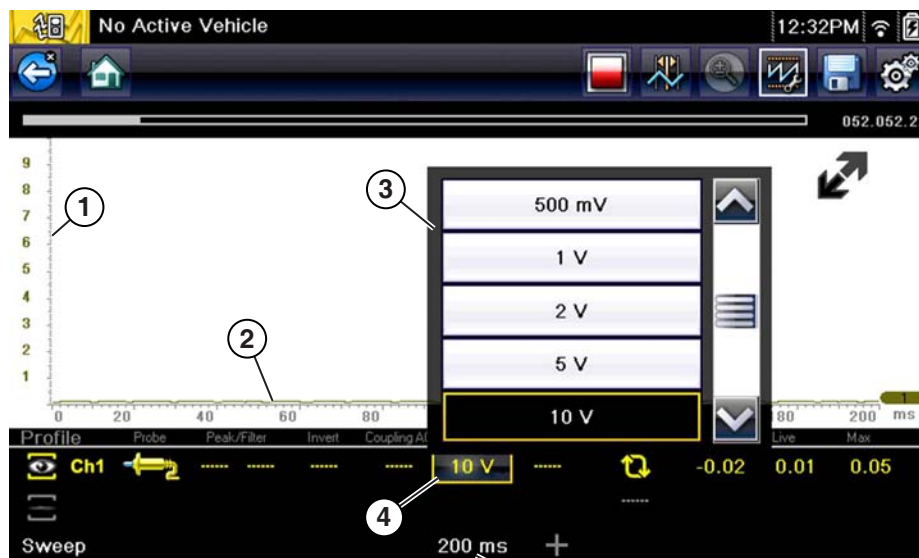 No Active Vehicle 12:32PM
052.052.2
9
8
7
6
5
4
3
2
1
1
2
3
500 mV
1 V
2 V
5 V
10 V
1
0 20 40 60 80 80 200 ms
Profile Probe Peak/Filter Invert Coupling A Live Max
Ch1 2 ----- ----- ----- ----- 10 V ----- -0.02 0.01 0.05
-----
4
Sweep 200 ms +